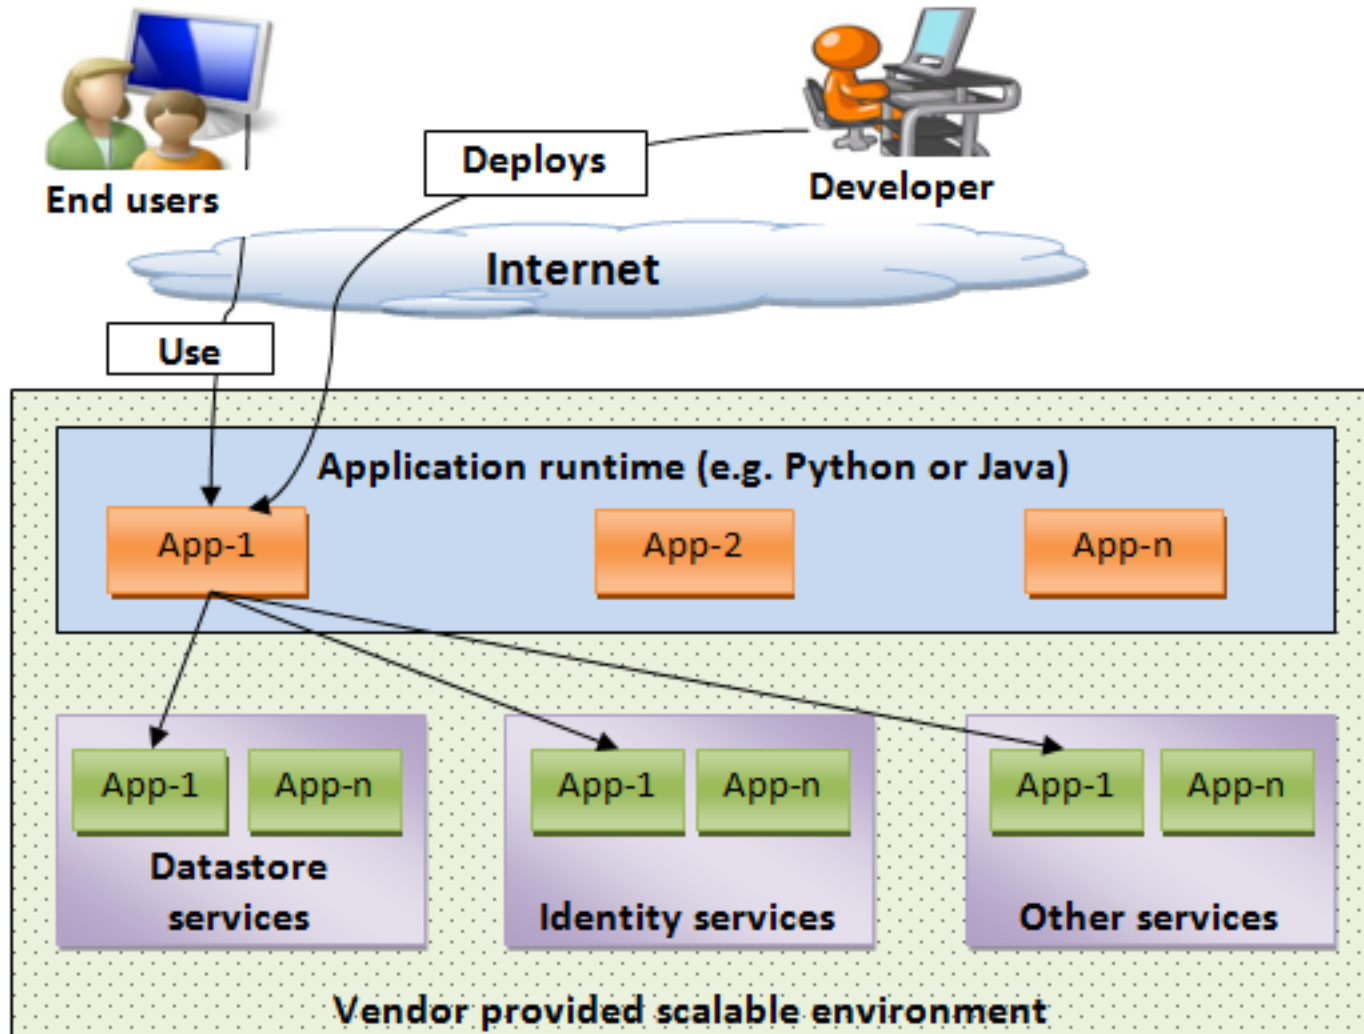 End users
Deploys
Developer
Internet
Use
Application runtime (e.g. Python or Java)
App-1
App-2
App-n
App-1
App-n
Datastore
services
App-1
App-n
Identity services
App-1
App-n
Other services
Vendor provided scalable environment